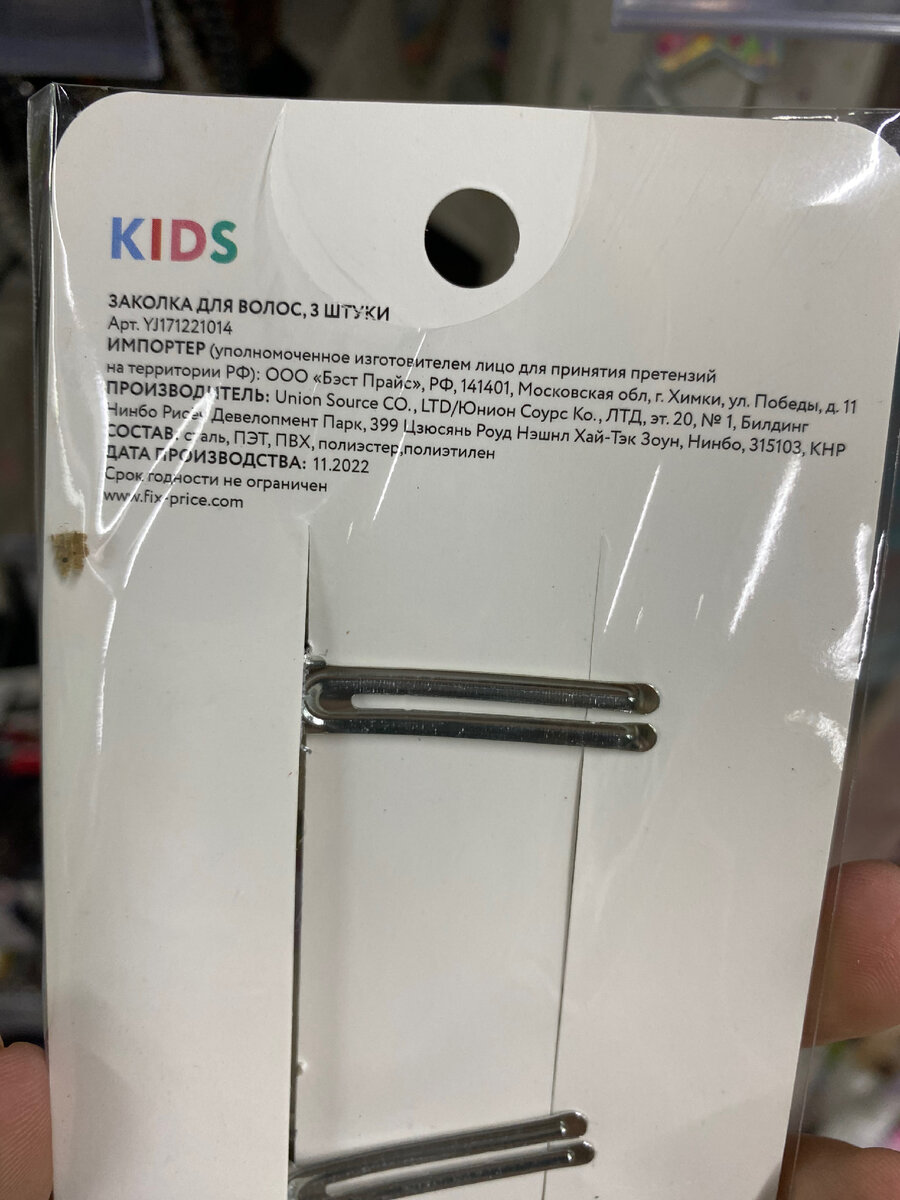 KIDS
ЗАКОЛКА ДЛЯ ВОЛОС, 3 ШТУКИ
Арт. YJ171221014
ИМПОРТЕР (уполномоченное изготовителем лицо для принятия претензий
на территории РФ): ООО «Бэст Прайс», РФ, 141401, Московская обл, г. Химки, ул. Победы, д. 11
ПРОИЗВОДИТЕЛЬ: Union Source CO., LTD/Юнион Соурс Ко., ЛТД, эт. 20, № 1, Билдинг
Нинбо Рисеч Девелопмент Парк, 399 Цзюсянь Роуд Нэшнл Хай-Тэк Зоун, Нинбо, 315103, КНР
СОСТАВ: сталь, ПЭТ, ПВХ, полиэстер,полиэтилен
ДАТА ПРОИЗВОДСТВА: 11.2022
Срок годности не ограничен
www.fix-price.com